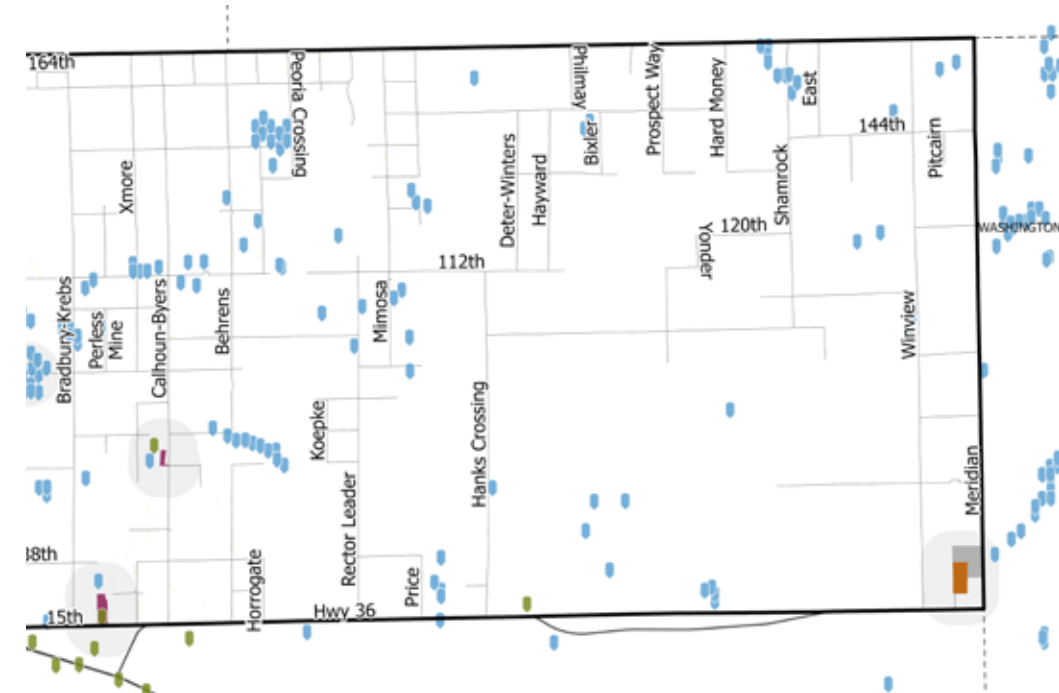 164th
Peoria Crossing
Philmay
Prospect Way
Hard Money
East
144th
Bixler
Pitcairn
Xmore
Deter-Winters
Hayward
Shamrock
120th
WASHINGTON
Yonder
112th
Bradbury-Krebs
Perless
Mine
Calhoun-Byers
Behrens
Mimosa
Winview
Koepke
Hanks Crossing
Rector Leader
Meridian
38th
Horrogate
Price
15th
Hwy 36